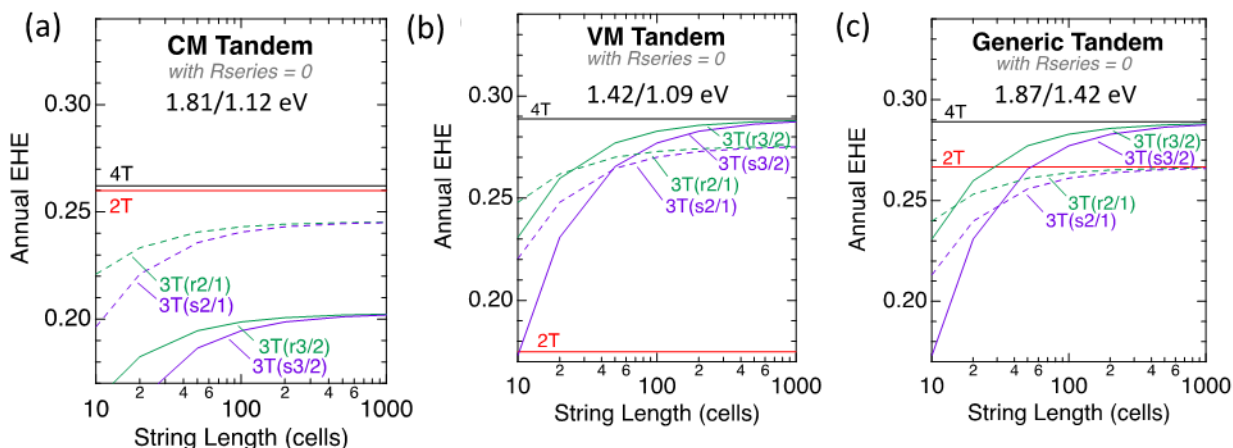 (a)
CM Tandem
with Rseries = 0
1.81/1.12 eV
0.30
0.25
0.20
Annual EHE
4T
2T
3T(r2/1)
3T(s2/1)
3T(r3/2)
3T(s3/2)
10
2
4
6
100
2
4
6
1000
String Length (cells)
(b)
VM Tandem
with Rseries = 0
1.42/1.09 eV
0.30
0.25
0.20
Annual EHE
4T
3T(r3/2)
3T(s3/2)
3T(r2/1)
3T(s2/1)
2T
10
2
4
6
100
2
4
6
1000
String Length (cells)
(c)
Generic Tandem
with Rseries = 0
1.87/1.42 eV
0.30
0.25
0.20
Annual EHE
4T
2T
3T(r3/2)
3T(s3/2)
3T(r2/1)
3T(s2/1)
10
2
4
6
100
2
4
6
1000
String Length (cells)